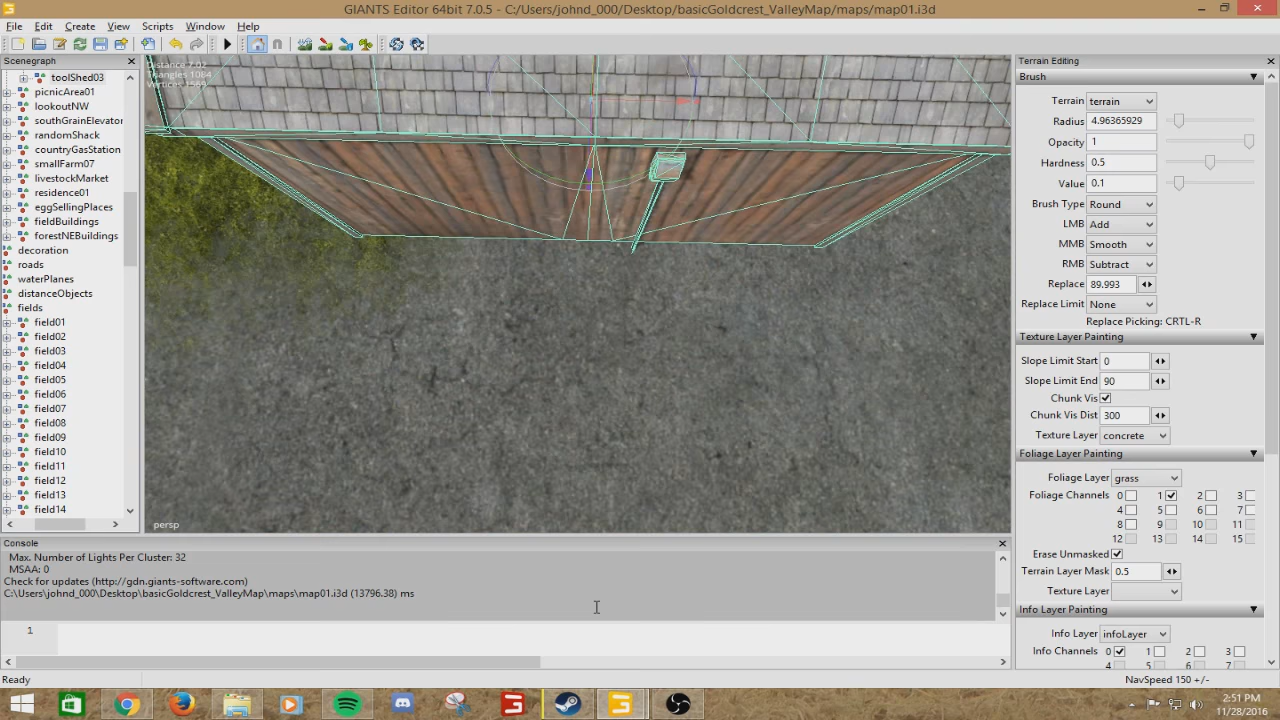 GIANTS Editor 64bit 7.0.5 - C:/Users/johnd_000/Desktop/basicGoldcrest_ValleyMap/maps/map01.i3d
File Edit Create View Scripts Window Help
Scenegraph
toolShed03
picnicArea01
lookoutNW
southGrainElevator
randomShack
countryGasStation
smallFarm07
livestockMarket
residence01
eggSellingPlaces
fieldBuildings
forestNEBuildings
decoration
roads
waterPlanes
distanceObjects
fields
field01
field02
field03
field04
field05
field06
field07
field08
field09
field10
field11
field12
field13
field14
Distance 7.02
Triangles 1084
Vertices 1569
persp
Console
Max. Number of Lights Per Cluster: 32
MSAA: 0
Check for updates (http://gdn.giants-software.com)
C:\Users\johnd_000\Desktop\basicGoldcrest_ValleyMap\maps\map01.i3d (13796.38) ms
1
Terrain Editing
Brush
Terrain terrain
Radius 4.96365929
Opacity 1
Hardness 0.5
Value 0.1
Brush Type Round
LMB Add
MMB Smooth
RMB Subtract
Replace 89.993
Replace Limit None
Replace Picking: CRTL-R
Texture Layer Painting
Slope Limit Start 0
Slope Limit End 90
Chunk Vis
Chunk Vis Dist 300
Texture Layer concrete
Foliage Layer Painting
Foliage Layer grass
Foliage Channels 0 1 2 3
4 5 6 7
8 9 10 11
12 13 14 15
Erase Unmasked
Terrain Layer Mask 0.5
Texture Layer
Info Layer Painting
Info Layer infoLayer
Info Channels 0 1 2 3
Ready
NavSpeed 150 +/-
2:51 PM
11/28/2016